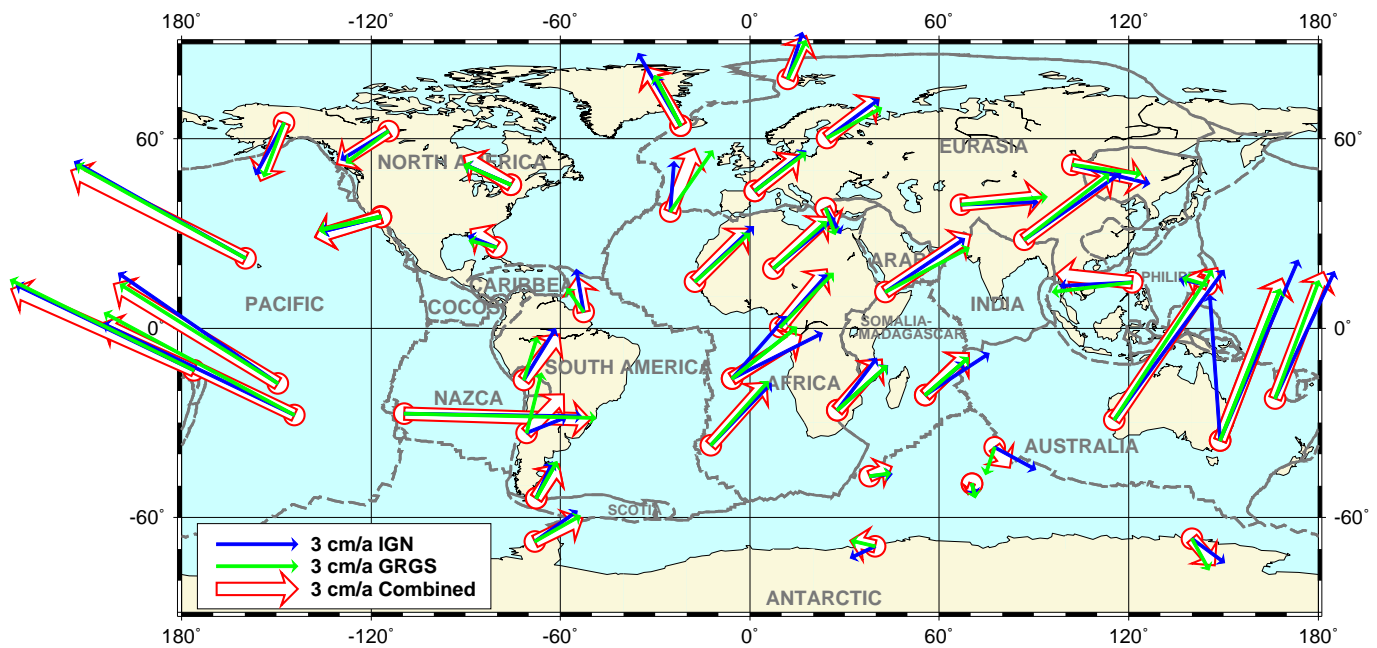 180° -120° -60° 0° 60° 120° 180°
60° 60°
EURASIA
NORTH AMERICA
ARAB
PHILIP
CARIBBEA
PACIFIC COCOS INDIA
0° 0°
SOMALIA-
MADAGASCAR
SOUTH AMERICA
AFRICA
NAZCA
AUSTRALIA
SCOTIA
-60° -60°
3 cm/a IGN
3 cm/a GRGS
3 cm/a Combined
ANTARCTIC
180° -120° -60° 0° 60° 120° 180°